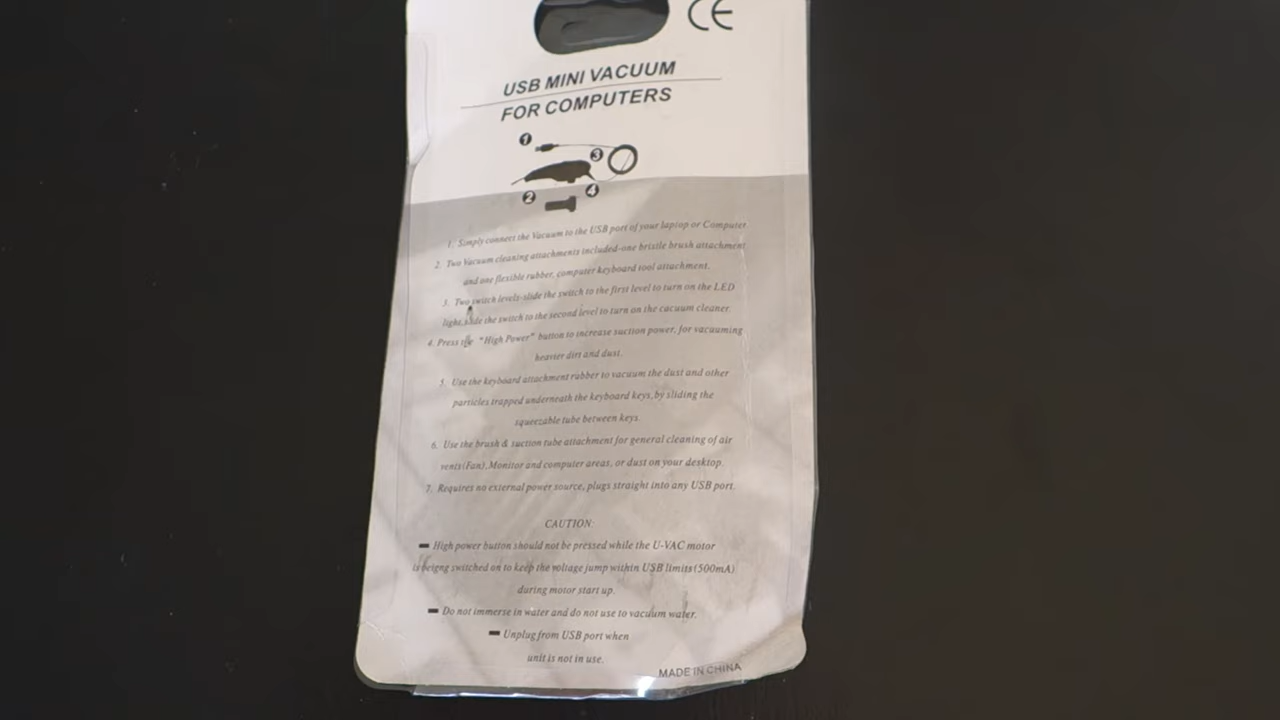 CE
USB MINI VACUUM
FOR COMPUTERS
1
3
2
4
1. Simply connect the Vacuum to the USB port of your laptop or Computer
2. Two Vacuum cleaning attachments included-one bristle brush attachment
and one flexible rubber, computer keyboard tool attachment.
3. Two switch levels-slide the switch to the first level to turn on the LED
light,slide the switch to the second level to turn on the cacuum cleaner.
4. Press the "High Power" button to increase suction power, for vacuuming
heavier dirt and dust.
5. Use the keyboard attachment rubber to vacuum the dust and other
particles trapped underneath the keyboard keys,by sliding the
squeezable tube between keys.
6. Use the brush & suction tube attachment for general cleaning of air
vents(Fan),Monitor and computer areas, or dust on your desktop.
7. Requires no external power source, plugs straight into any USB port.
CAUTION:
High power button should not be pressed while the U-VAC motor
is beigng switched on to keep the voltage jump within USB limits(500mA)
during motor start up.
Do not immerse in water and do not use to vacuum water.
Unplug from USB port when
unit is not in use.
MADE IN CHINA